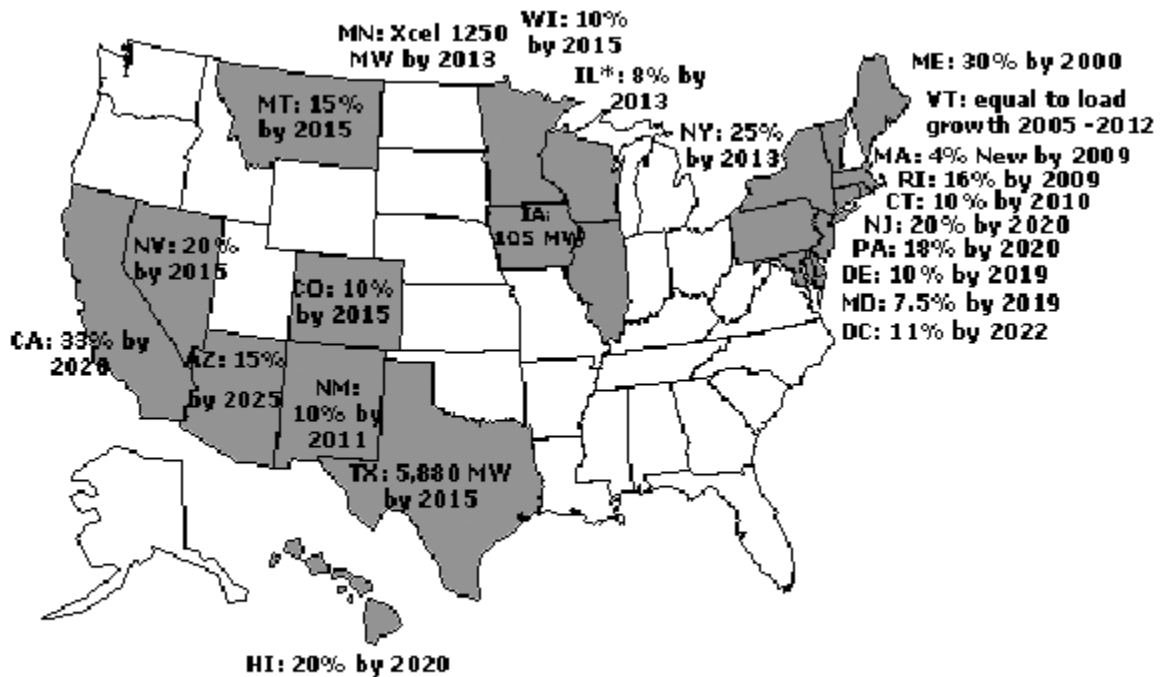 MN: Xcel 1250
MW by 2013
WI: 10%
by 2015
IL*: 8% by
2013
ME: 30% by 2000
VT: equal to load
growth 2005 -2012
MT: 15%
by 2015
NY: 25%
by 2013
MA: 4% New by 2009
RI: 16% by 2009
CT: 10% by 2010
NJ: 20% by 2020
PA: 18% by 2020
DE: 10% by 2019
MD: 7.5% by 2019
DC: 11% by 2022
IA:
105 MW
NV: 20%
by 2015
CO: 10%
by 2015
CA: 33% by
2020
AZ: 15%
by 2025
NM:
10% by
2011
TX: 5,880 MW
by 2015
HI: 20% by 2020